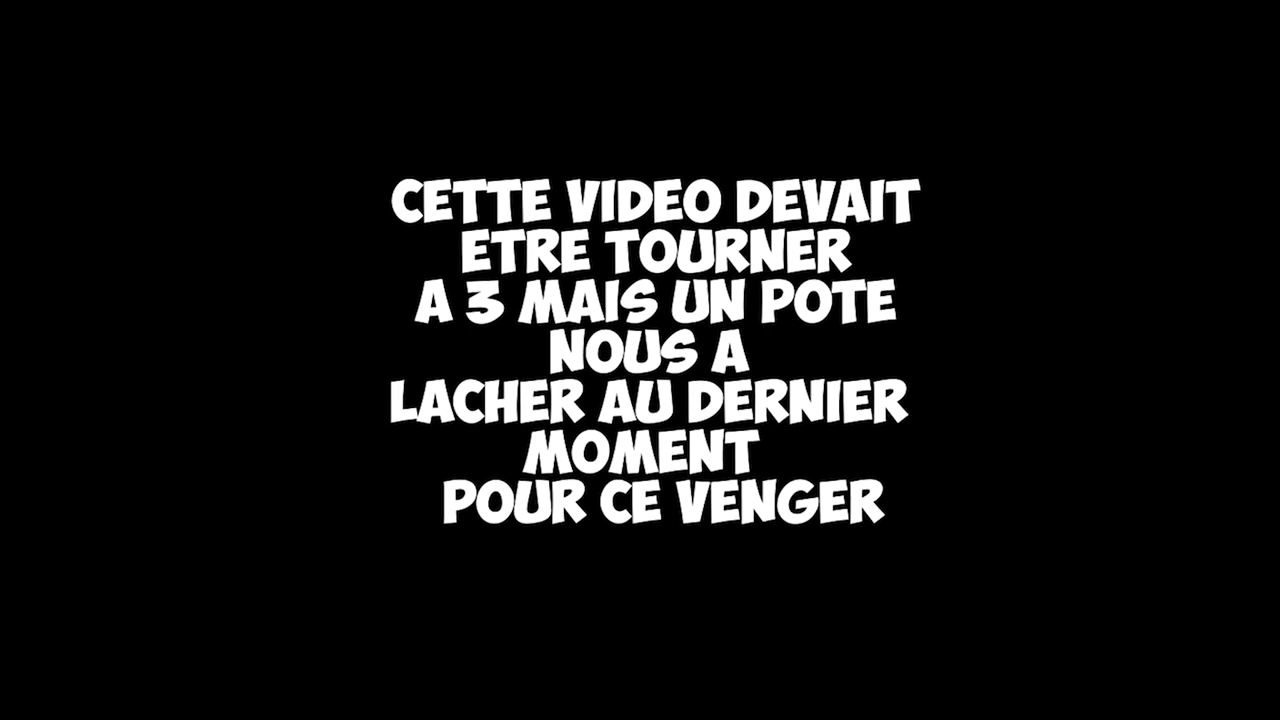 CETTE VIDEO DEVAIT
ETRE TOURNER
A 3 MAIS UN POTE
NOUS A
LACHER AU DERNIER
MOMENT
POUR CE VENGER